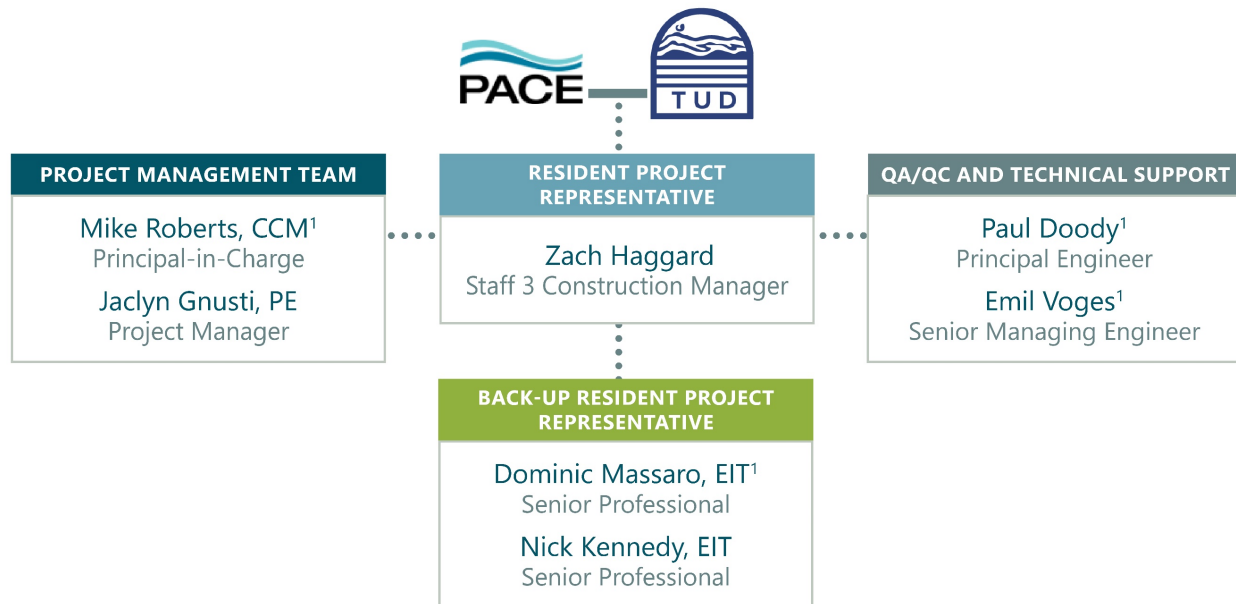 PACE
TUD
PROJECT MANAGEMENT TEAM
Mike Roberts, CCM¹
Principal-in-Charge
Jaclyn Gnusti, PE
Project Manager
RESIDENT PROJECT
REPRESENTATIVE
Zach Haggard
Staff 3 Construction Manager
QA/QC AND TECHNICAL SUPPORT
Paul Doody¹
Principal Engineer
Emil Voges¹
Senior Managing Engineer
BACK-UP RESIDENT PROJECT
REPRESENTATIVE
Dominic Massaro, EIT¹
Senior Professional
Nick Kennedy, EIT
Senior Professional